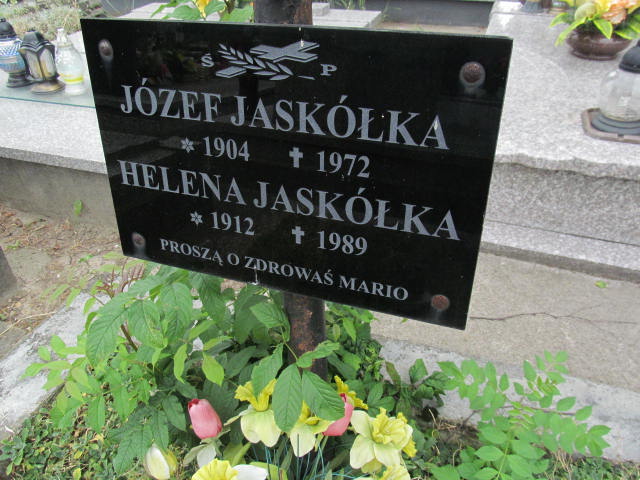 Ś P
JÓZEF JASKÓŁKA
* 1904 ✝ 1972
HELENA JASKÓŁKA
* 1912 ✝ 1989
PROSZĄ O ZDROWAŚ MARIO